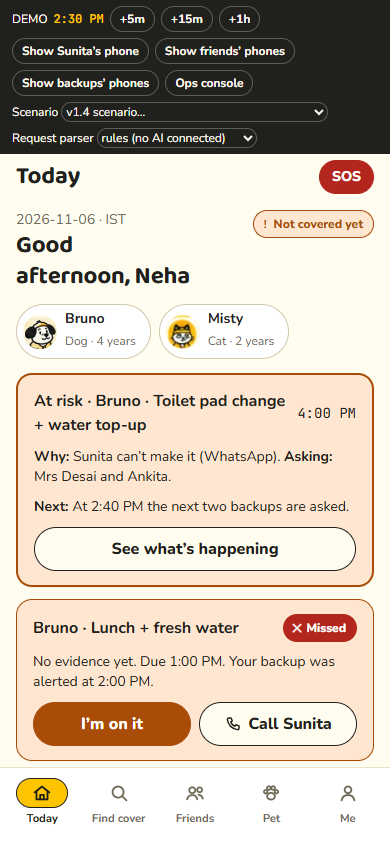 DEMO 2:30 PM +5m +15m +1h
Show Sunita's phone Show friends' phones
Show backups' phones Ops console
Scenario v1.4 scenario...
Request parser rules (no AI connected)
Today SOS
2026-11-06 · IST ! Not covered yet
Good
afternoon, Neha
Bruno
Dog · 4 years
Misty
Cat · 2 years
At risk · Bruno · Toilet pad change
+ water top-up
4:00 PM
Why: Sunita can't make it (WhatsApp). Asking:
Mrs Desai and Ankita.
Next: At 2:40 PM the next two backups are asked.
See what's happening
Bruno · Lunch + fresh water × Missed
No evidence yet. Due 1:00 PM. Your backup was
alerted at 2:00 PM.
I'm on it Call Sunita
Today Find cover Friends Pet Me